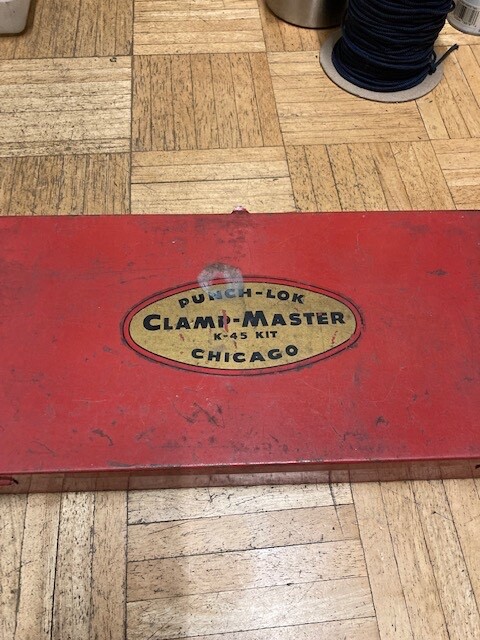 PUNCH-LOK
CLAMP-MASTER
K-45 KIT
CHICAGO